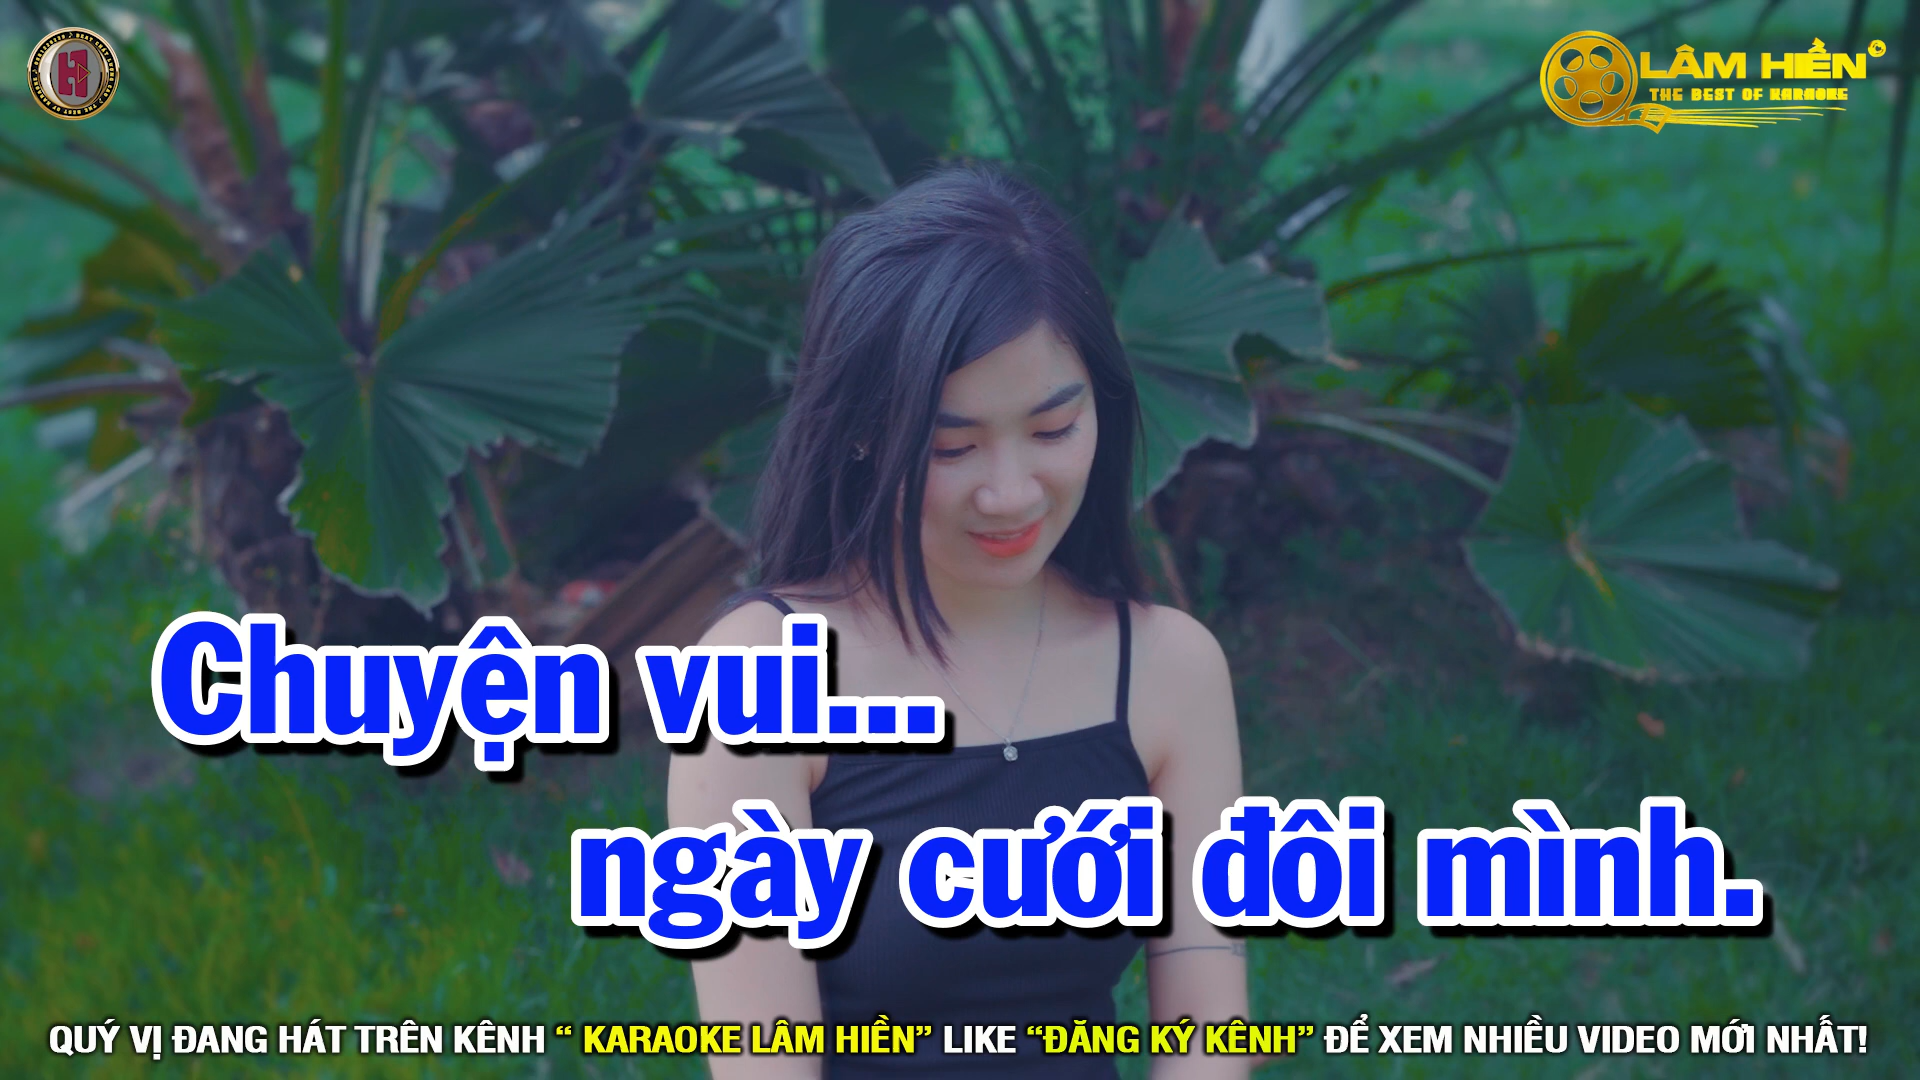 LÂM HIỀN
THE BEST OF KARAOKE
Chuyện vui...
ngày cưới đôi mình.
QUÝ VỊ ĐANG HÁT TRÊN KÊNH “ KARAOKE LÂM HIỀN” LIKE “ĐĂNG KÝ KÊNH” ĐỂ XEM NHIỀU VIDEO MỚI NHẤT!